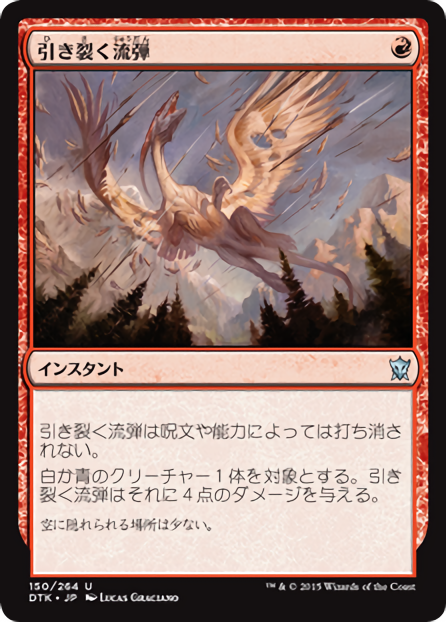 引き裂く流弾
インスタント
引き裂く流弾は呪文や能力によっては打ち消さ
れない。
白か青のクリーチャー1体を対象とする。引き
裂く流弾はそれに4点のダメージを与える。
空に隠れられる場所は少ない。
150/264 U
DTK • JP LUCAS GRACIANO
™ & © 2015 Wizards of the Coast